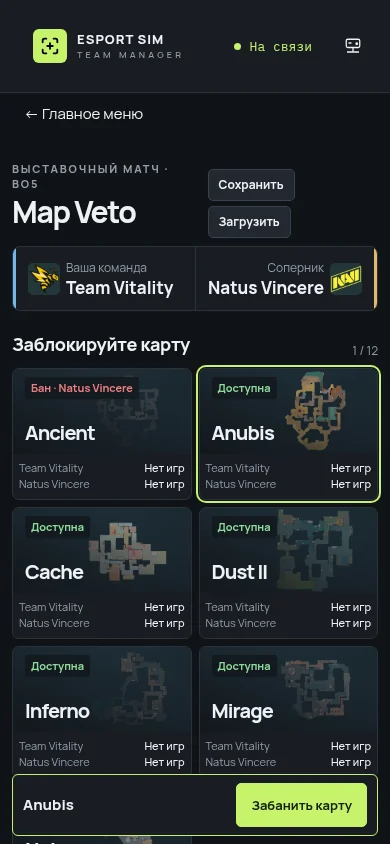 ESPORT SIM
TEAM MANAGER
На связи
← Главное меню
ВЫСТАВОЧНЫЙ МАТЧ ·
BO5
Map Veto
Сохранить
Загрузить
Ваша команда
Team Vitality
Соперник
Natus Vincere
Заблокируйте карту
1 / 12
Бан · Natus Vincere
Ancient
Team Vitality Нет игр
Natus Vincere Нет игр
Доступна
Anubis
Team Vitality Нет игр
Natus Vincere Нет игр
Доступна
Cache
Team Vitality Нет игр
Natus Vincere Нет игр
Доступна
Dust II
Team Vitality Нет игр
Natus Vincere Нет игр
Доступна
Inferno
Team Vitality Нет игр
Natus Vincere Нет игр
Доступна
Mirage
Team Vitality Нет игр
Natus Vincere Нет игр
Anubis
Забанить карту